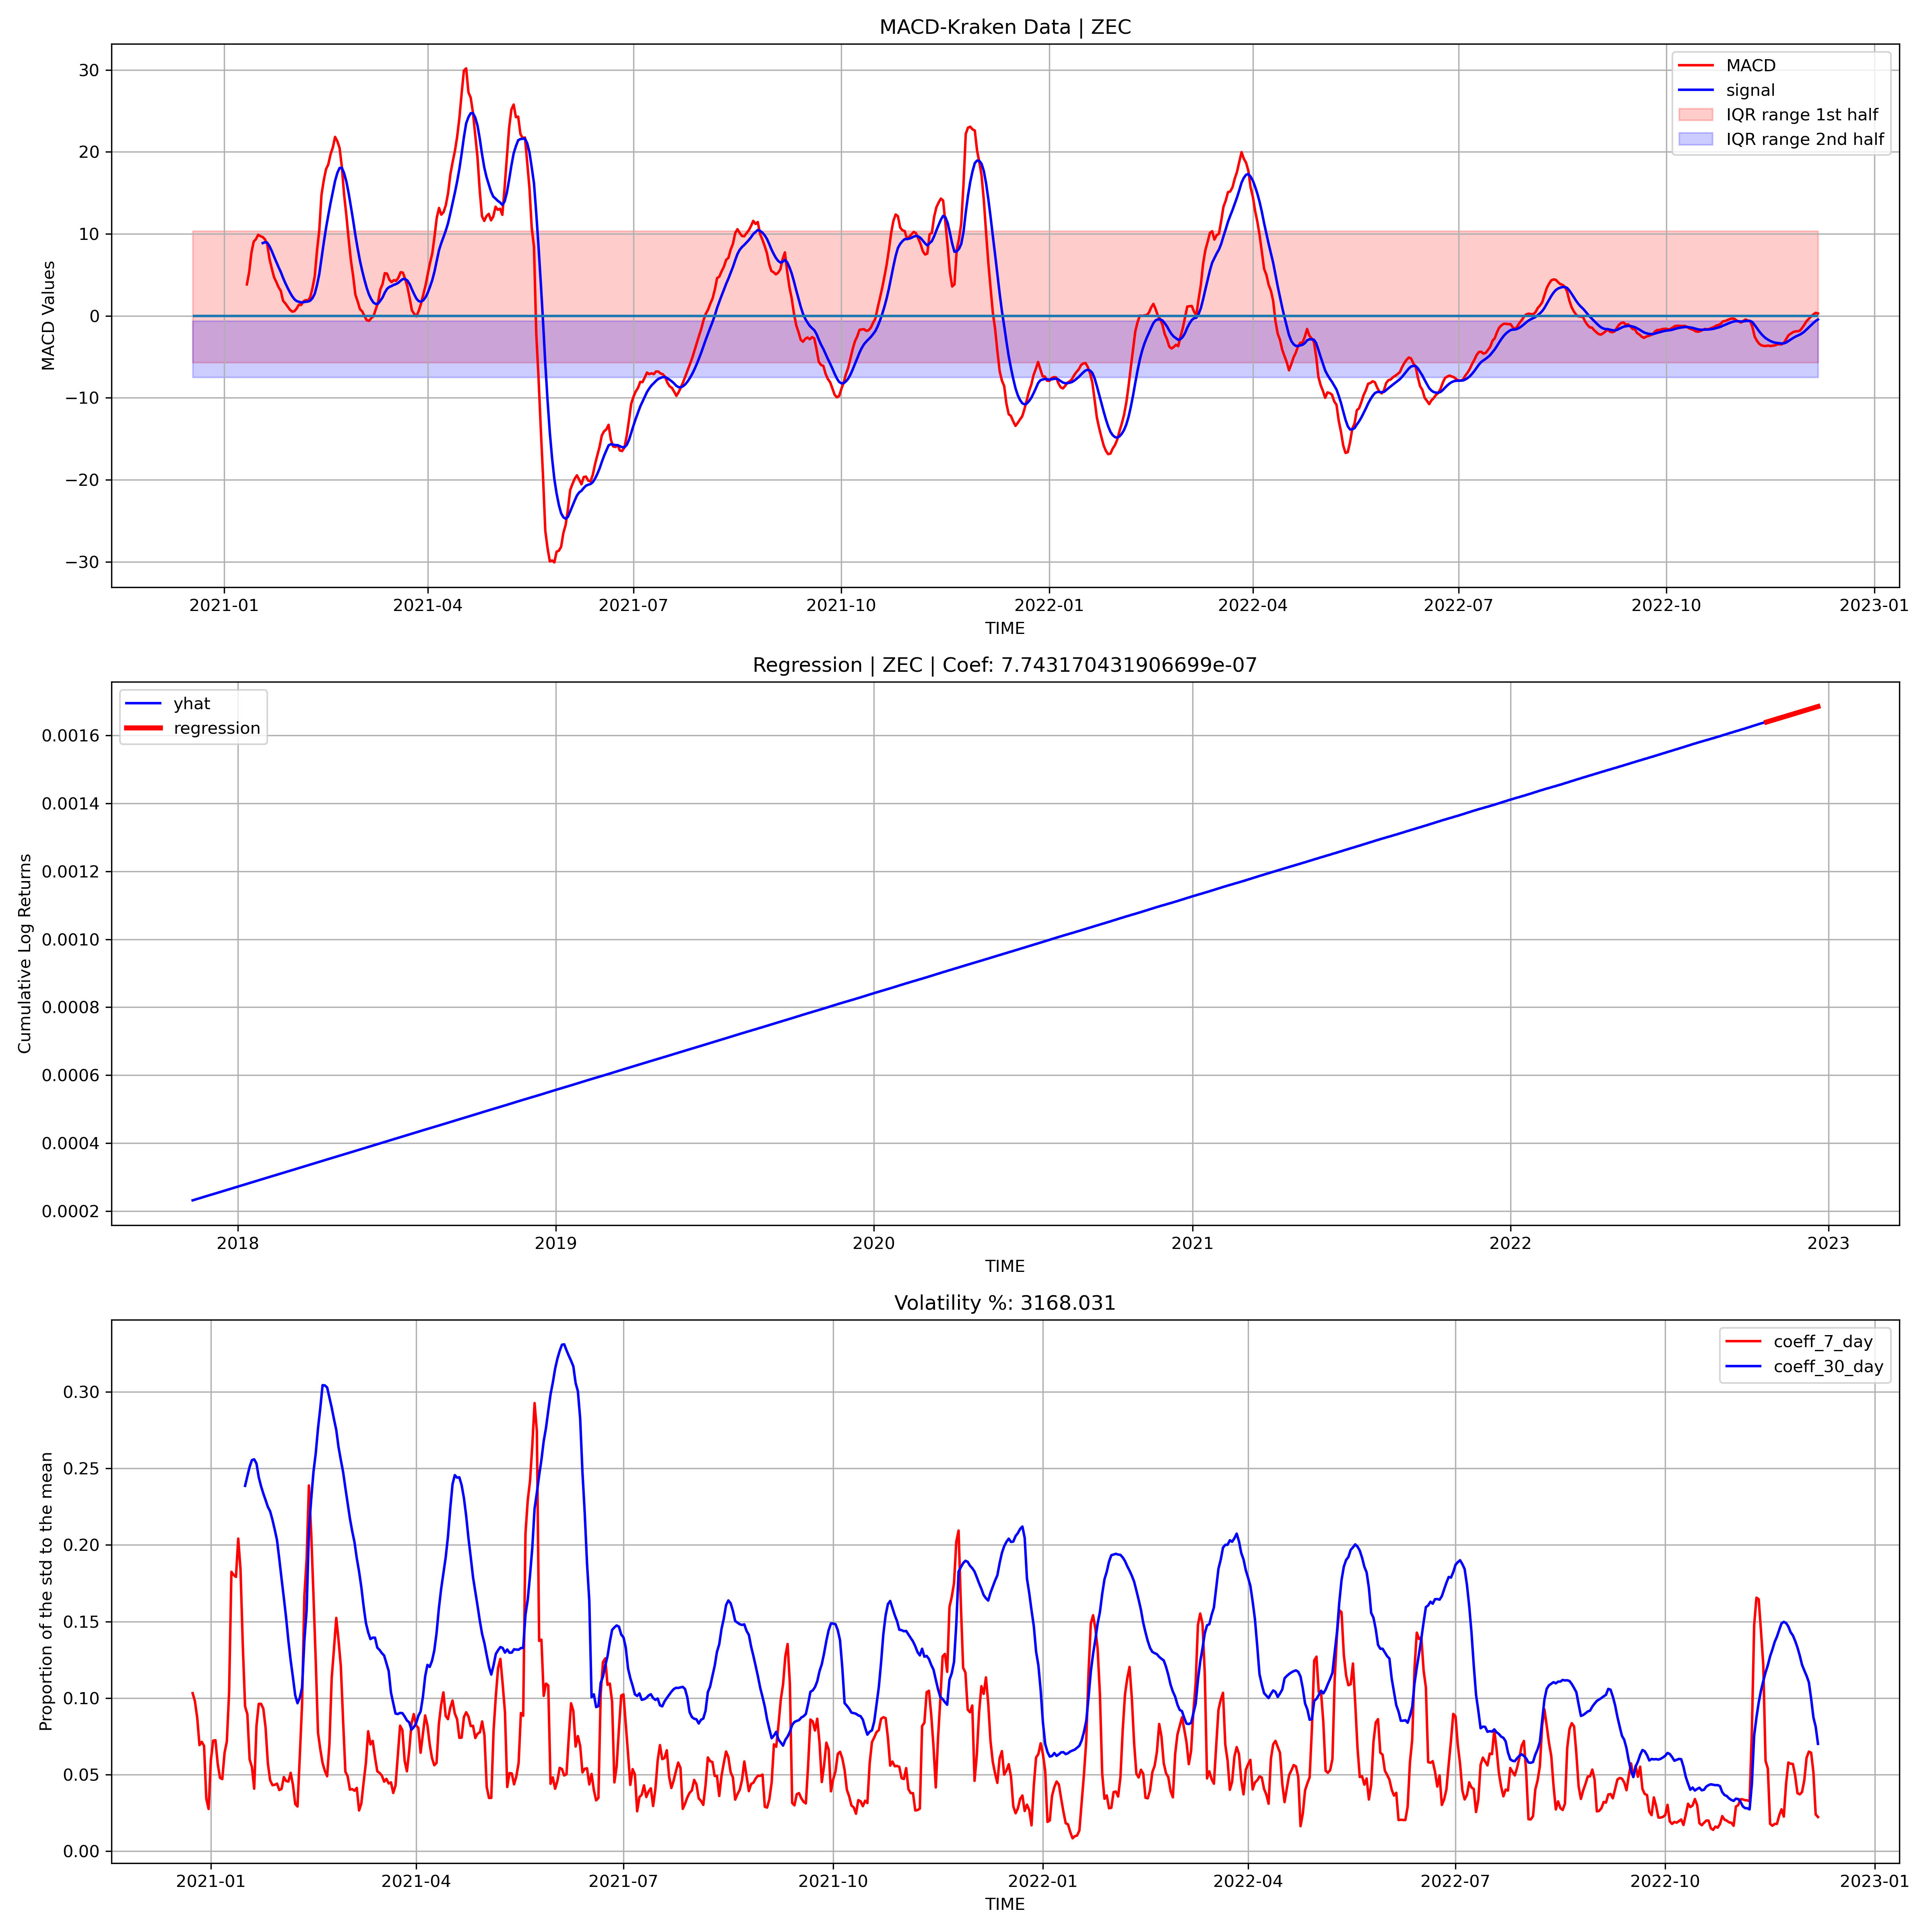 MACD-Kraken Data | ZEC
MACD
signal
IQR range 1st half
IQR range 2nd half
MACD Values
30
20
10
0
−10
−20
−30
2021-01
2021-04
2021-07
2021-10
2022-01
2022-04
2022-07
2022-10
2023-01
TIME
Regression | ZEC | Coef: 7.743170431906699e-07
yhat
regression
Cumulative Log Returns
0.0016
0.0014
0.0012
0.0010
0.0008
0.0006
0.0004
0.0002
2018
2019
2020
2021
2022
2023
TIME
Volatility %: 3168.031
coeff_7_day
coeff_30_day
Proportion of the std to the mean
0.30
0.25
0.20
0.15
0.10
0.05
0.00
2021-01
2021-04
2021-07
2021-10
2022-01
2022-04
2022-07
2022-10
2023-01
TIME